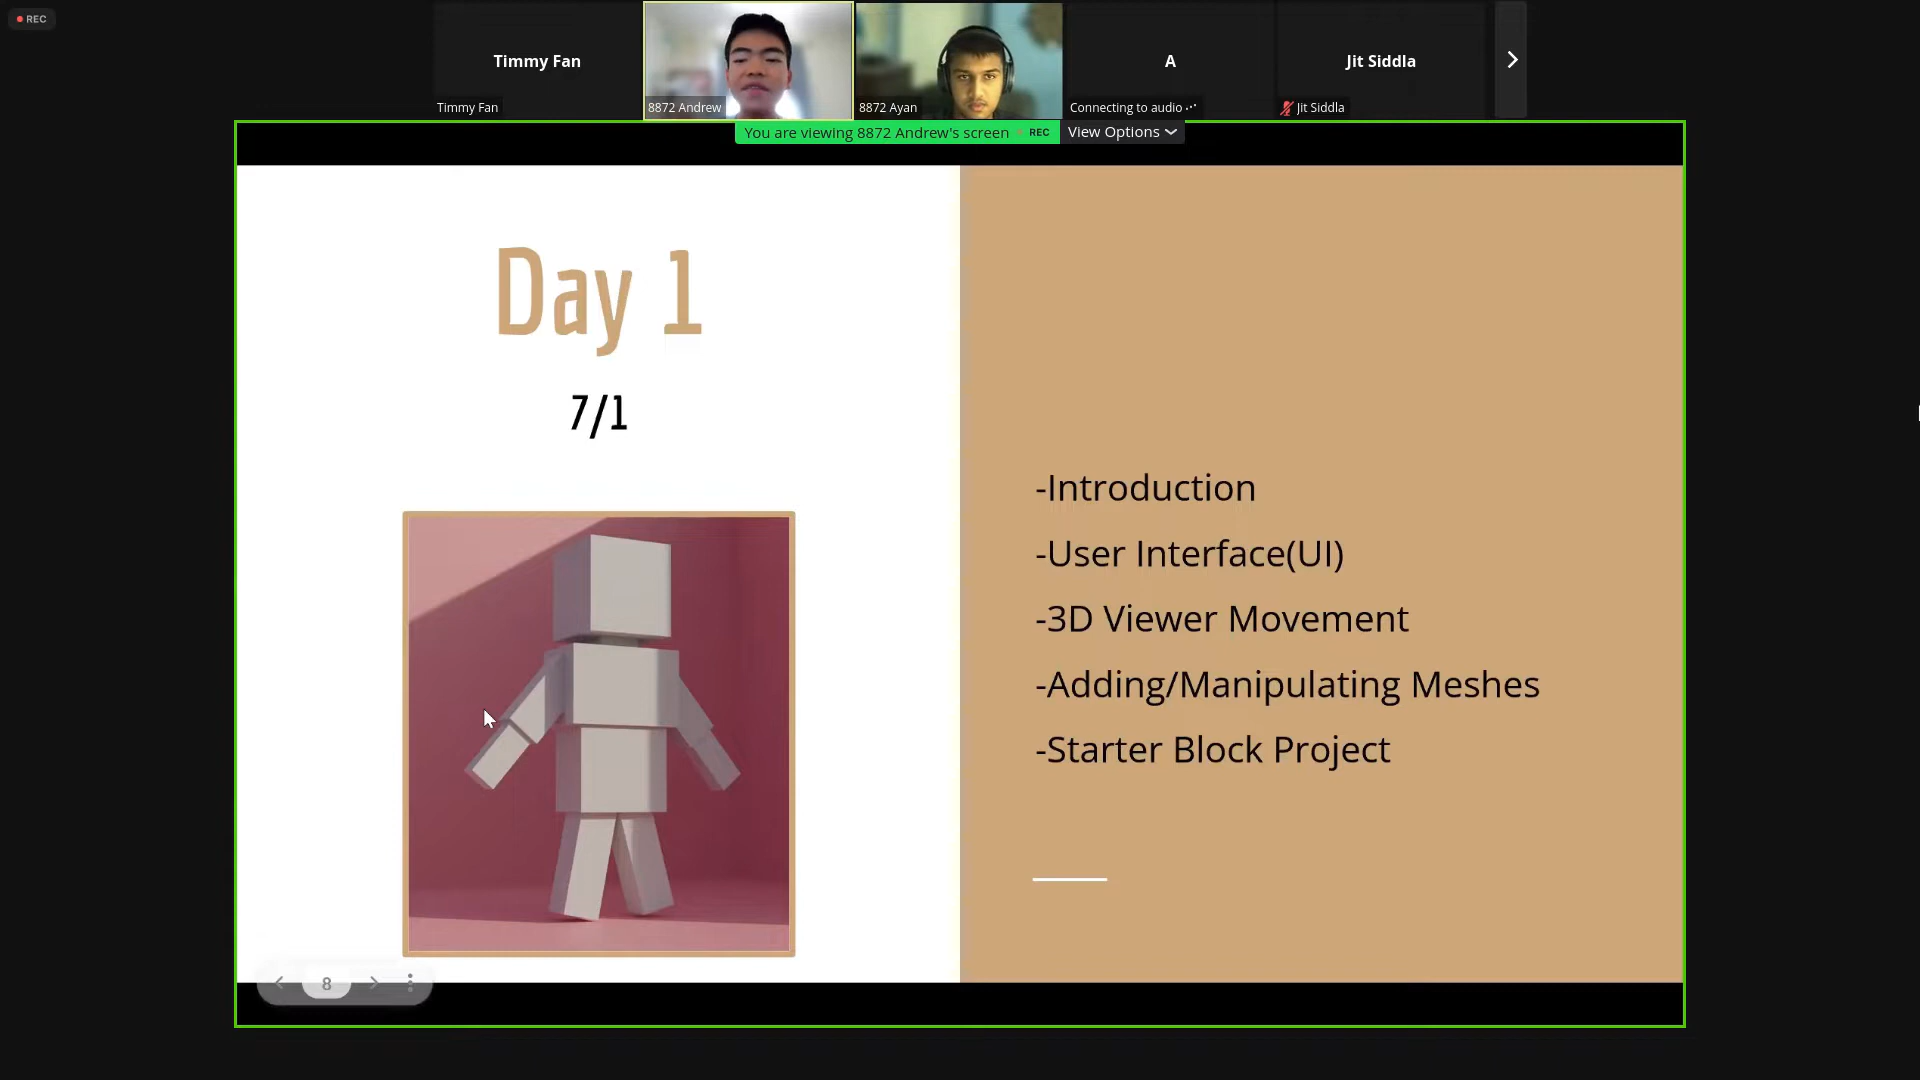 REC
Timmy Fan
Timmy Fan
8872 Andrew
8872 Ayan
A
Connecting to audio ...
Jit Siddla
Jit Siddla
You are viewing 8872 Andrew's screen
REC
View Options
Day 1
7/1
-Introduction
-User Interface(UI)
-3D Viewer Movement
-Adding/Manipulating Meshes
-Starter Block Project
8